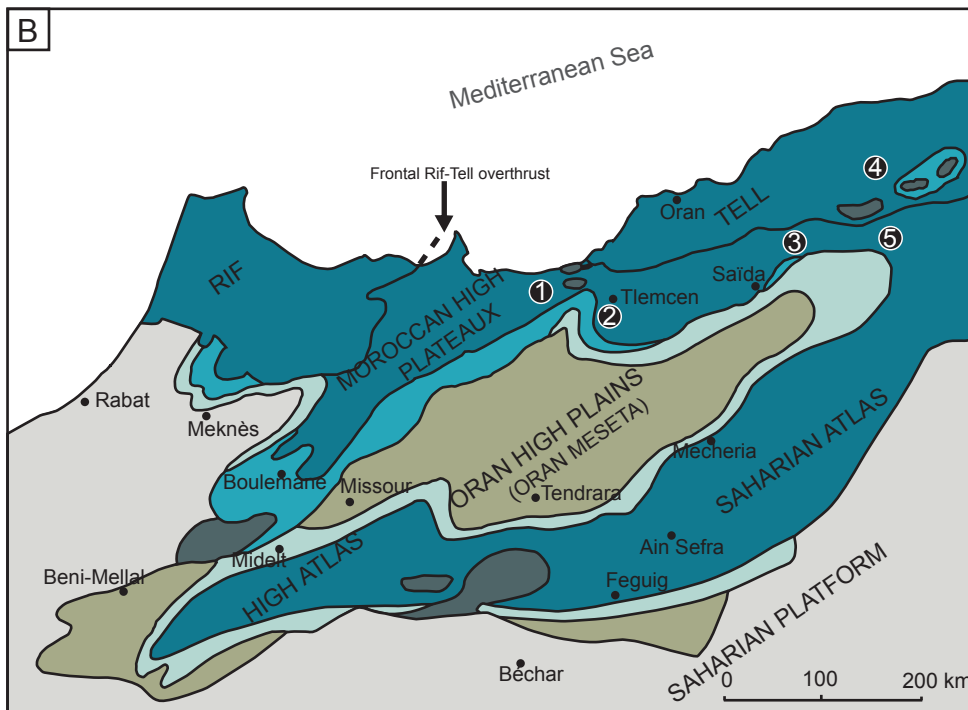 B
Mediterranean Sea
Frontal Rif-Tell overthrust
4
Oran
TELL
3
5
RIF
Saïda
1
Tlemcen
2
MOROCCAN HIGH
PLATEAUX
Rabat
Meknès
ORAN HIGH PLAINS
(ORAN MESETA)
Mecheria
SAHARIAN ATLAS
Boulemane
Missour
Tendrara
Midelt
HIGH ATLAS
Ain Sefra
Beni-Mellal
Feguig
SAHARIAN PLATFORM
Béchar
0 100 200 km